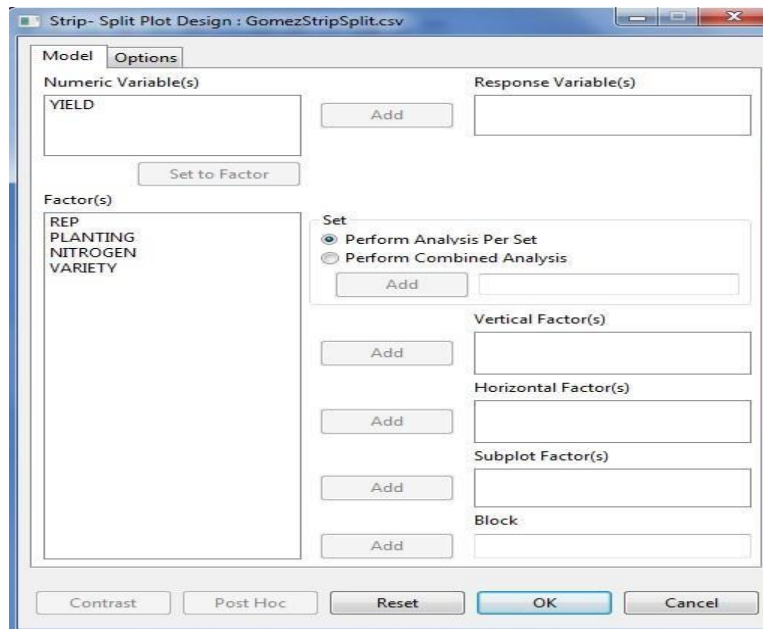 Strip- Split Plot Design : GomezStripSplit.csv
Model Options
Numeric Variable(s)
YIELD
Add
Response Variable(s)
Set to Factor
Factor(s)
REP
PLANTING
NITROGEN
VARIETY
Set
Perform Analysis Per Set
Perform Combined Analysis
Add
Vertical Factor(s)
Add
Horizontal Factor(s)
Add
Subplot Factor(s)
Add
Block
Add
Contrast Post Hoc Reset OK Cancel